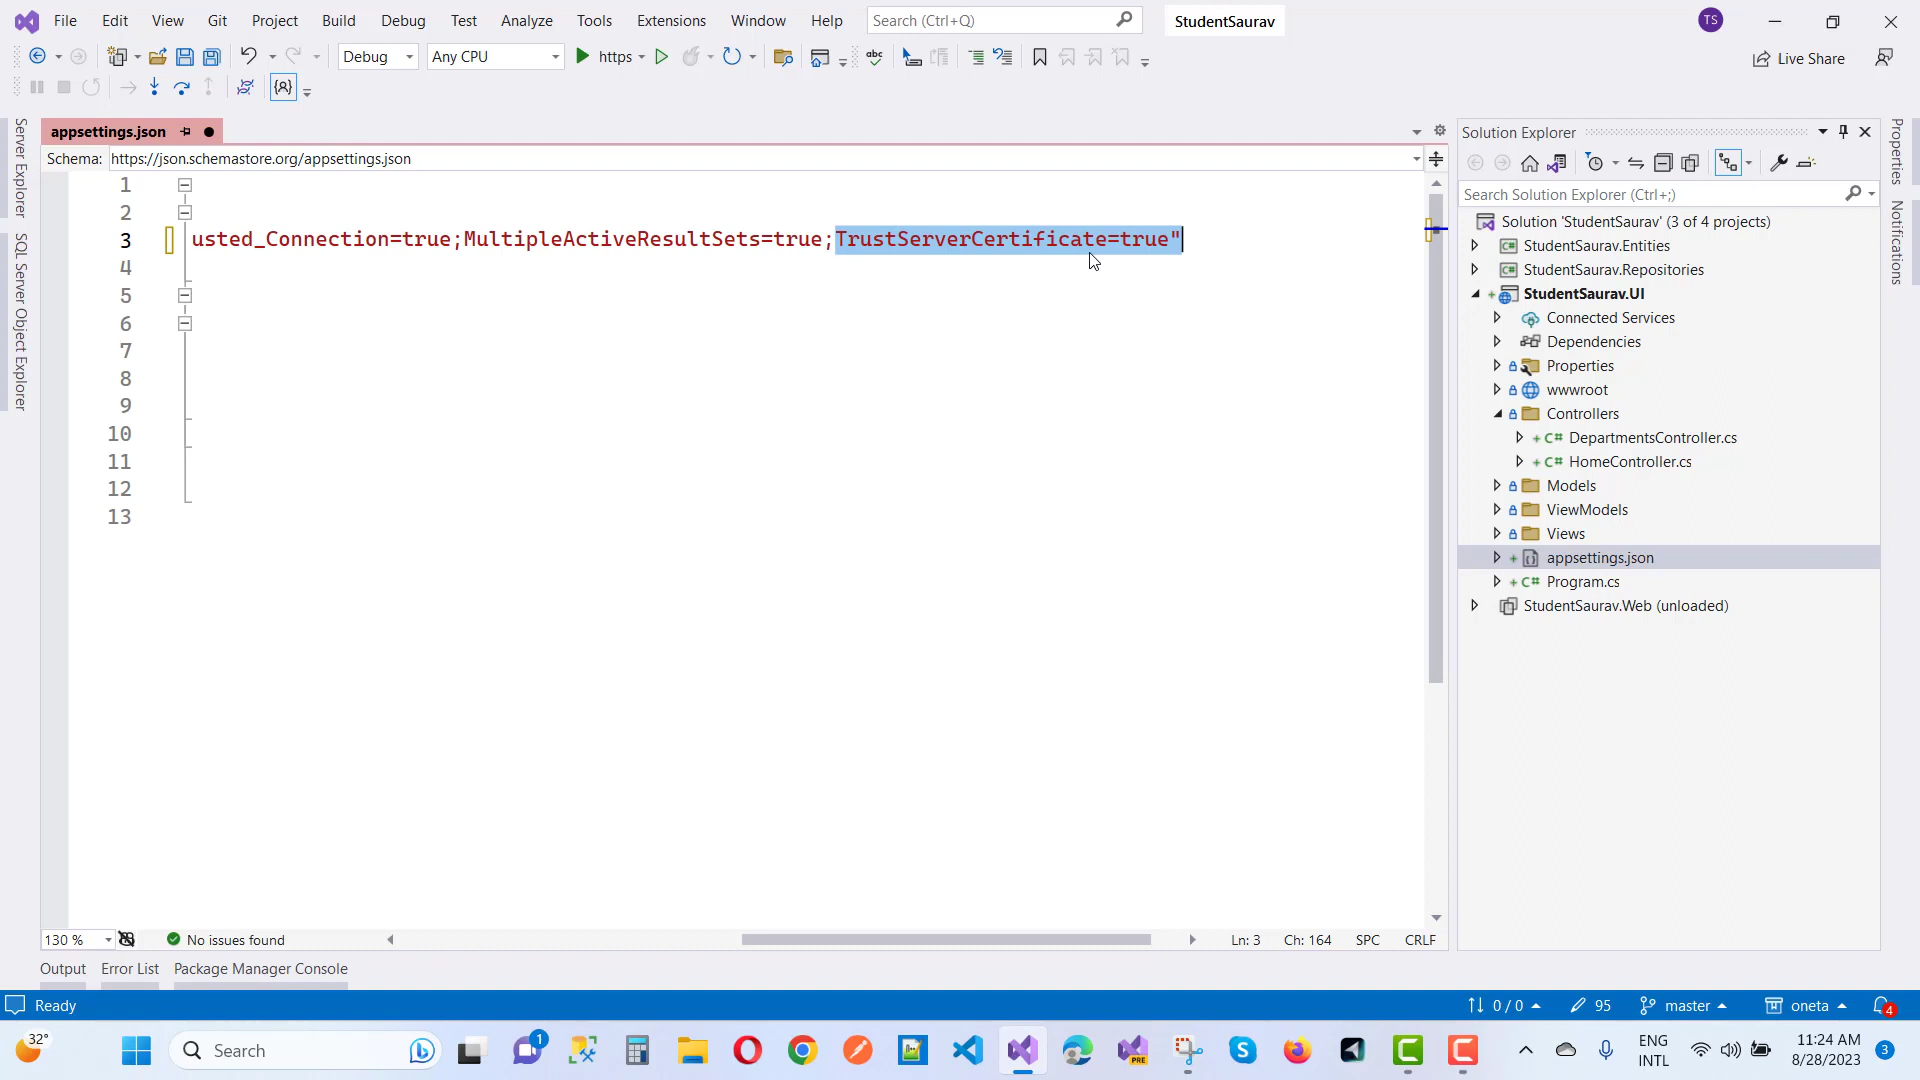 File Edit View Git Project Build Debug Test Analyze Tools Extensions Window Help Search (Ctrl+Q) StudentSaurav TS
Debug Any CPU https Live Share
appsettings.json
Schema: https://json.schemastore.org/appsettings.json
1
2
3 usted_Connection=true;MultipleActiveResultSets=true;TrustServerCertificate=true"
4
5
6
7
8
9
10
11
12
13
130 % No issues found Ln: 3 Ch: 164 SPC CRLF
Server Explorer
SQL Server Object Explorer
Solution Explorer
Search Solution Explorer (Ctrl+;)
Solution 'StudentSaurav' (3 of 4 projects)
StudentSaurav.Entities
StudentSaurav.Repositories
StudentSaurav.UI
Connected Services
Dependencies
Properties
wwwroot
Controllers
C# DepartmentsController.cs
C# HomeController.cs
Models
ViewModels
Views
appsettings.json
C# Program.cs
StudentSaurav.Web (unloaded)
Properties
Notifications
Output Error List Package Manager Console
Ready 0 / 0 95 master oneta 4
32° Search 1 PRE ENG 11:24 AM
INTL 8/28/2023 3